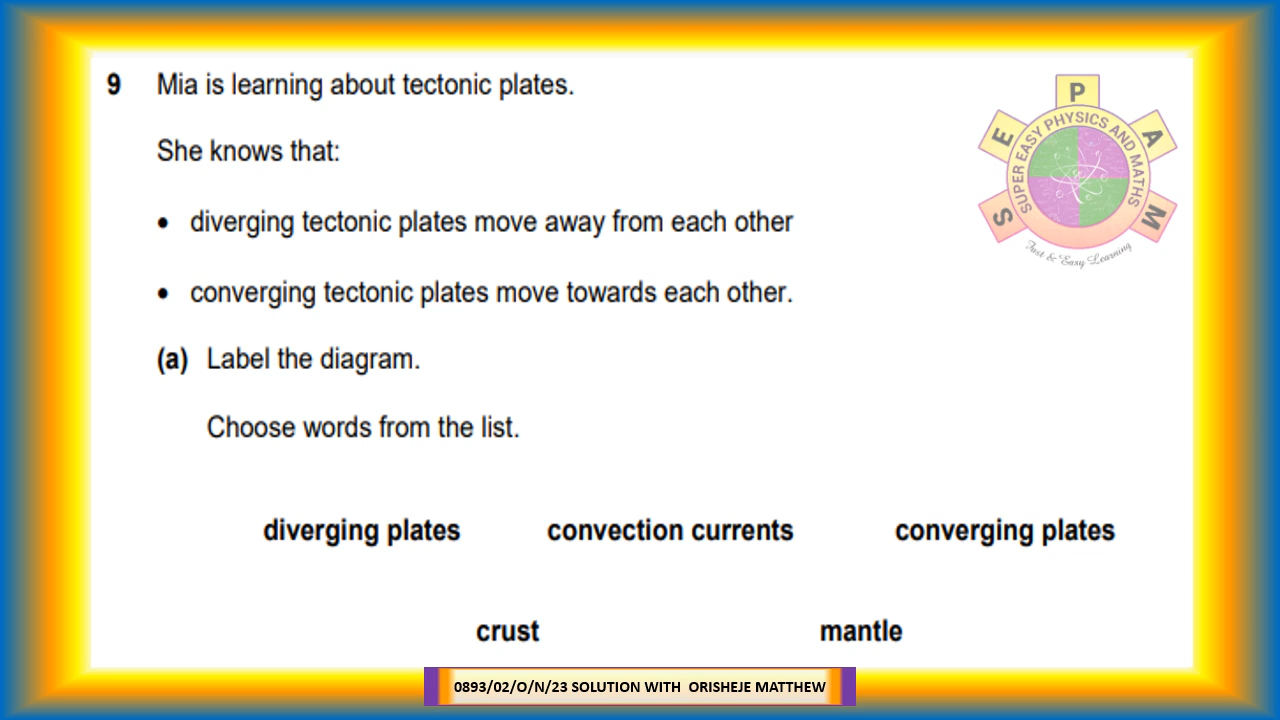 9 Mia is learning about tectonic plates.
She knows that:
• diverging tectonic plates move away from each other
• converging tectonic plates move towards each other.
(a) Label the diagram.
Choose words from the list.
diverging plates convection currents converging plates
crust mantle
S E P A M
SUPER EASY PHYSICS AND MATHS
Fast & Easy Learning
0893/02/O/N/23 SOLUTION WITH ORISHEJE MATTHEW